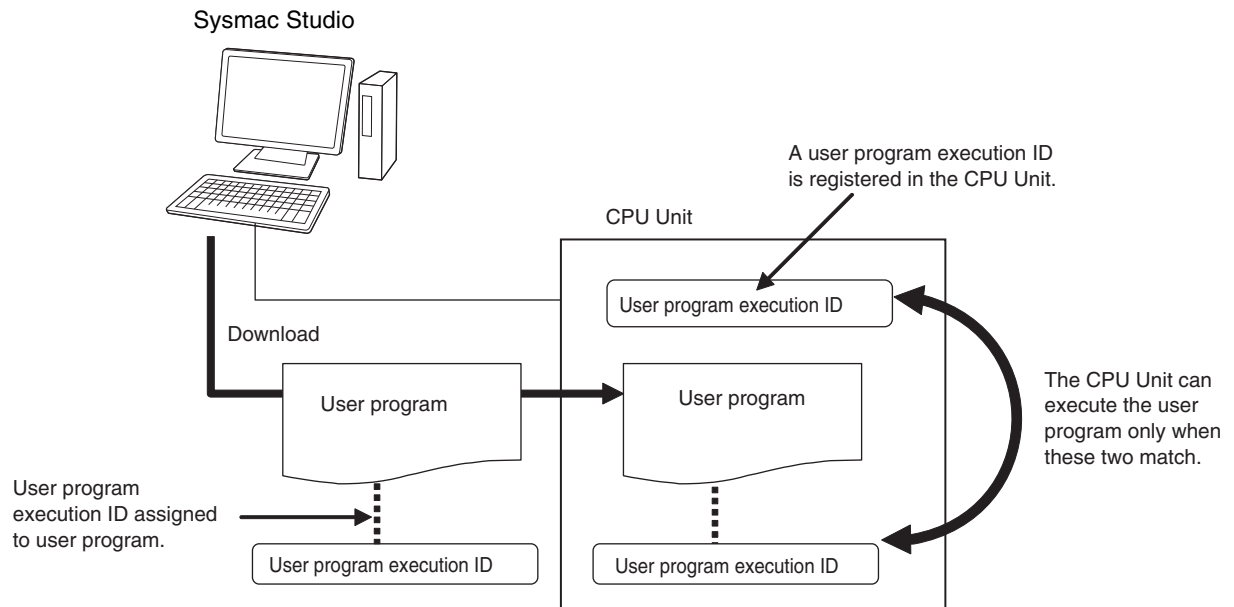 Sysmac Studio
A user program execution ID
is registered in the CPU Unit.
CPU Unit
User program execution ID
Download
User program
User program
The CPU Unit can
execute the user
program only when
these two match.
User program
execution ID assigned
to user program.
User program execution ID
User program execution ID